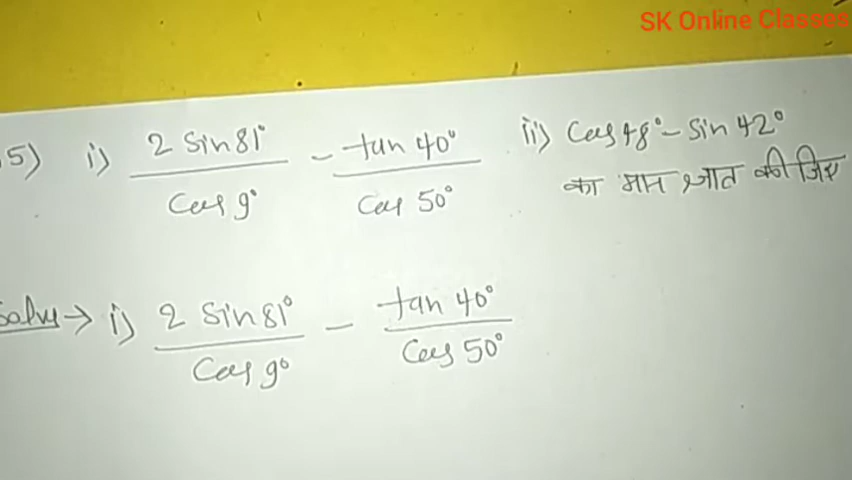 SK Online Classes
5) i) 2 Sin 81° / Cos 9° - tan 40° / Cos 50° ii) Cos 48° - Sin 42°
का मान ज्ञात कीजिए
Solve → i) 2 Sin 81° / Cos 9° - tan 40° / Cos 50°